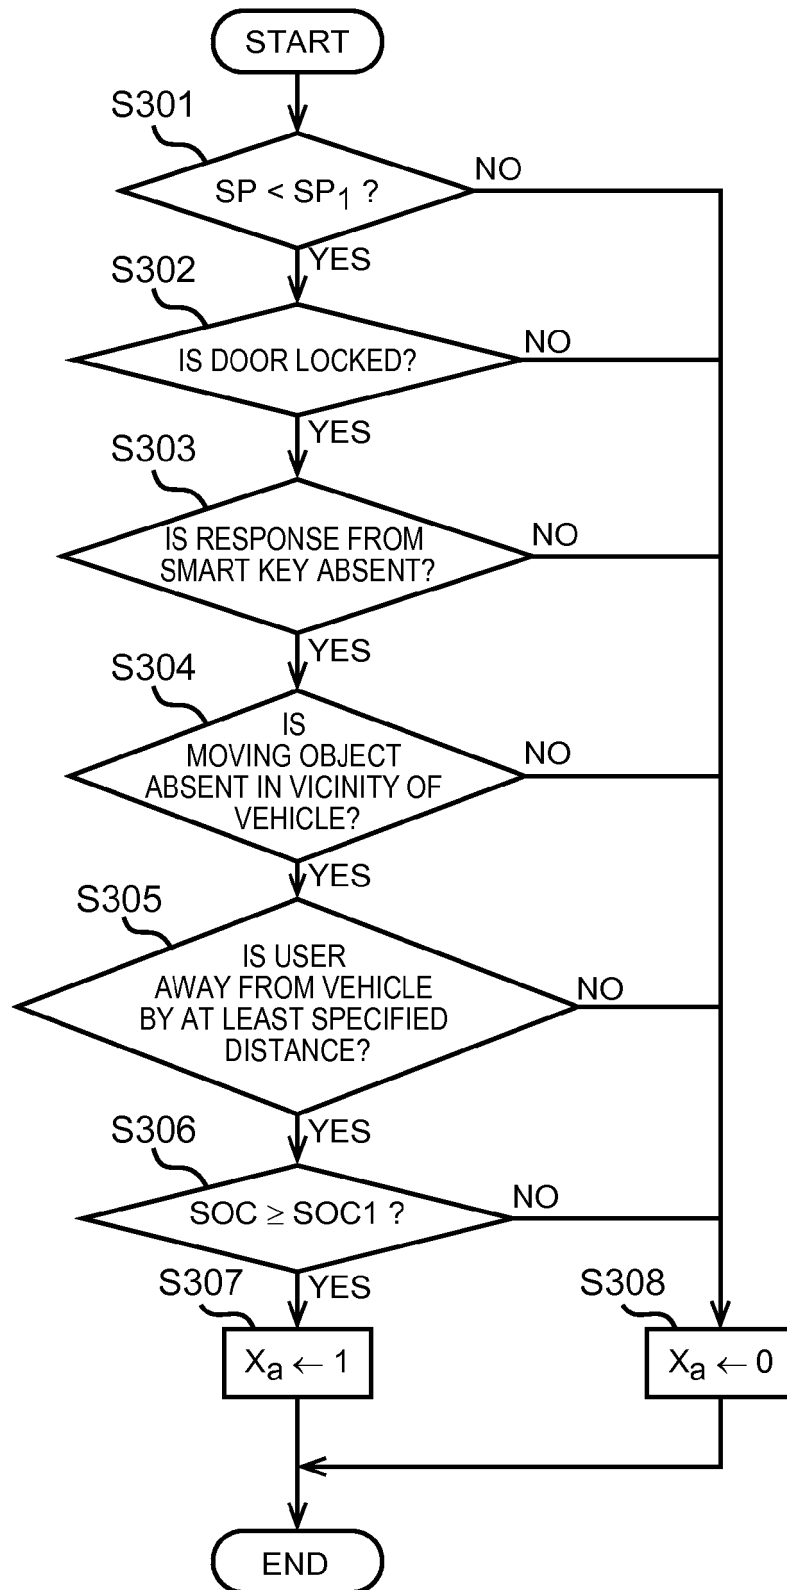 START
S301
SP < SP1 ?
NO
YES
S302
IS DOOR LOCKED?
NO
YES
S303
IS RESPONSE FROM
SMART KEY ABSENT?
NO
YES
S304
IS
MOVING OBJECT
ABSENT IN VICINITY OF
VEHICLE?
NO
YES
S305
IS USER
AWAY FROM VEHICLE
BY AT LEAST SPECIFIED
DISTANCE?
NO
YES
S306
SOC ≥ SOC1 ?
NO
YES
S307
Xa ← 1
S308
Xa ← 0
END